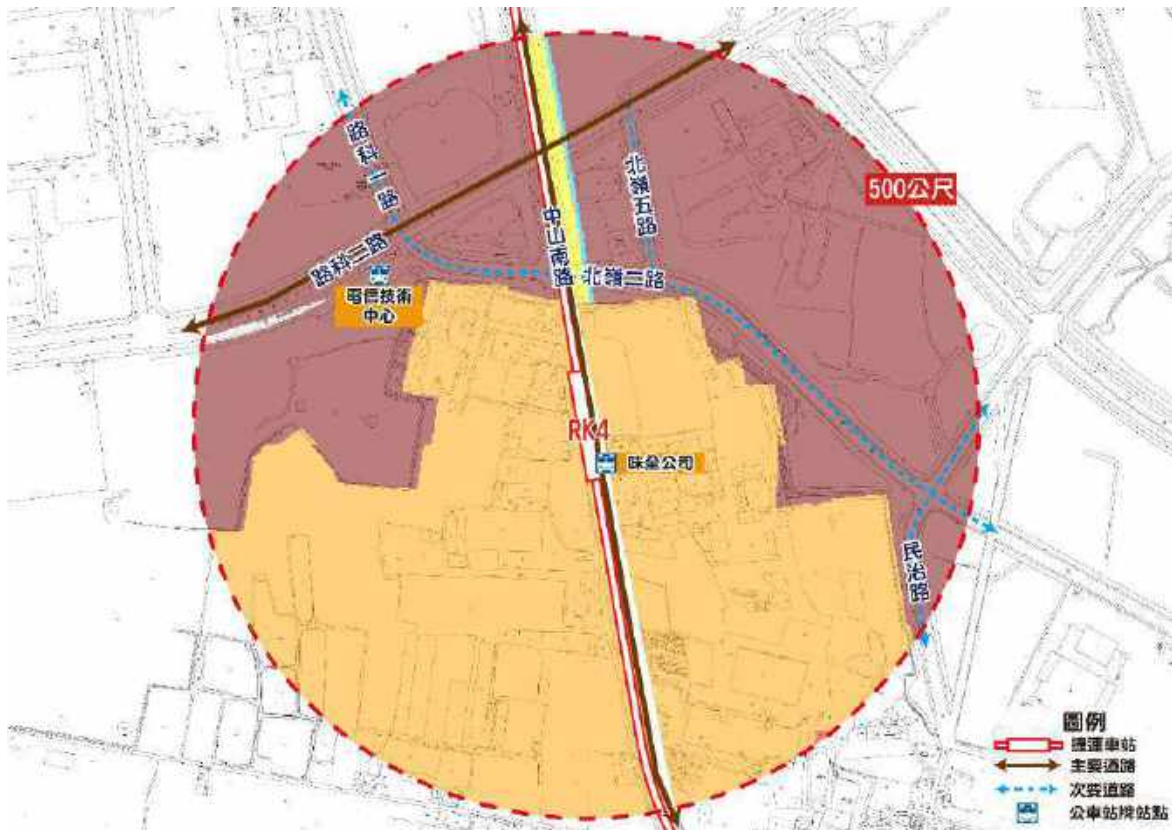 路科一路
500公尺
北嶺五路
中山南路
路科二路
北嶺二路
電信技術
中心
RK4
味全公司
民治路
圖例
捷運車站
主要道路
次要道路
公車站牌站點